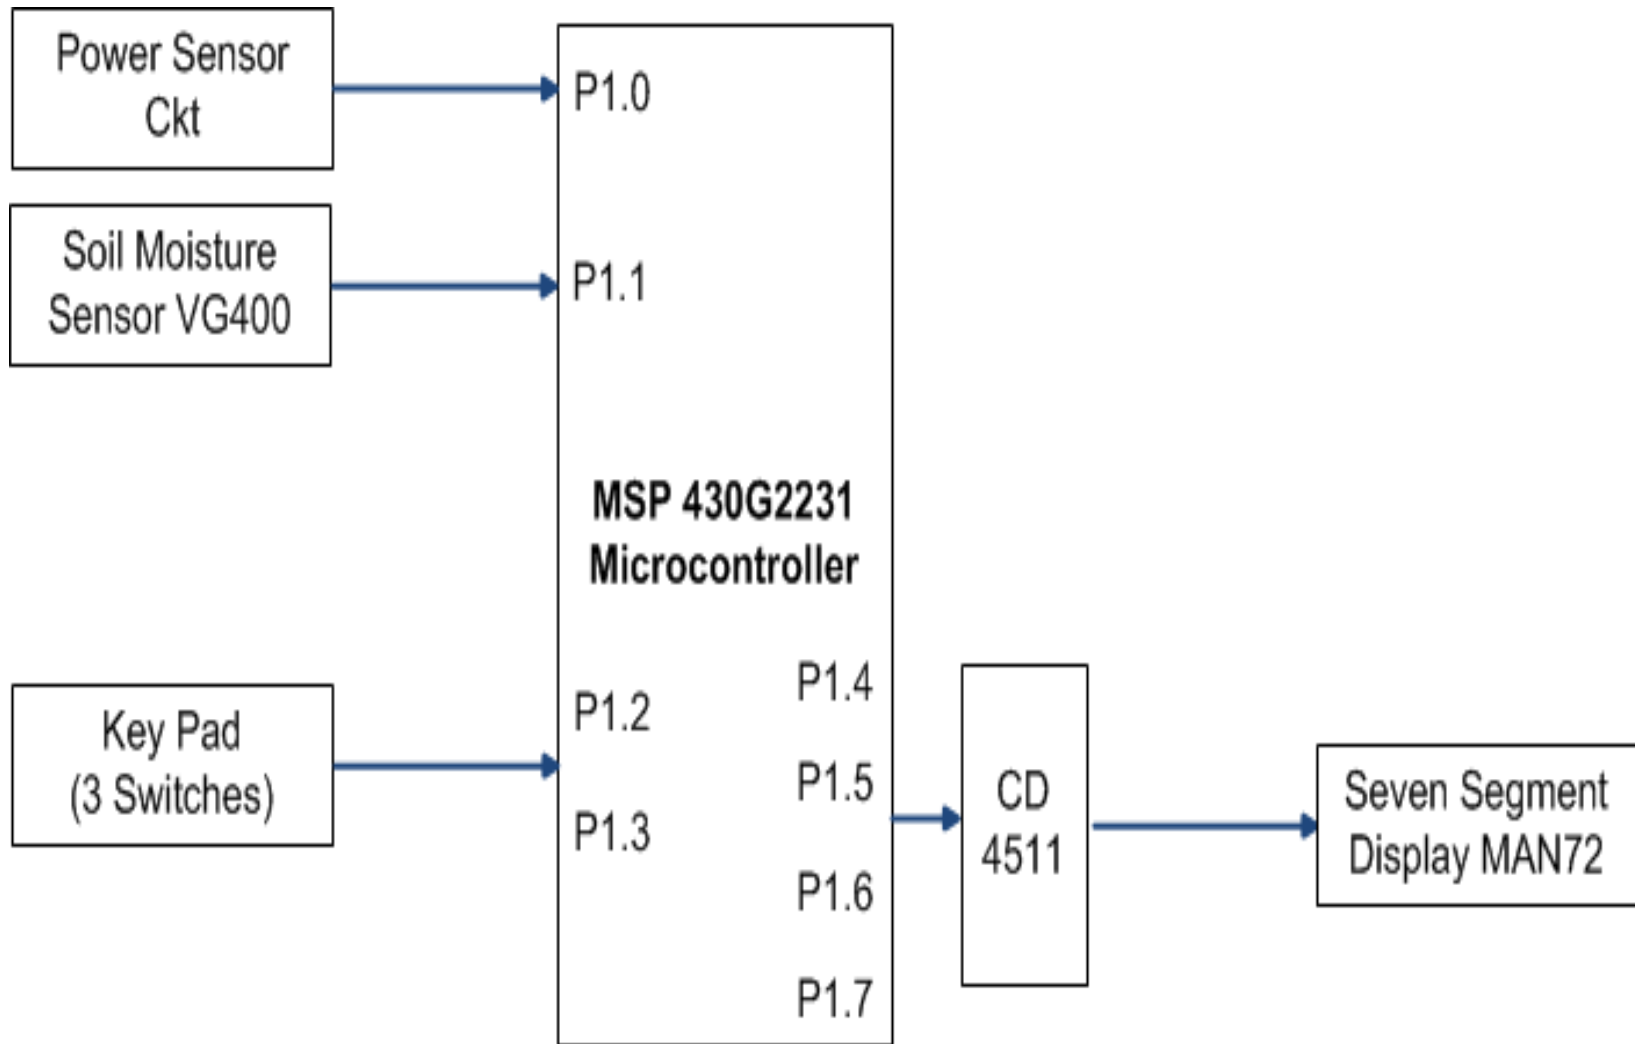 Power Sensor
Ckt
P1.0
Soil Moisture
Sensor VG400
P1.1
MSP 430G2231
Microcontroller
Key Pad
(3 Switches)
P1.2
P1.3
P1.4
P1.5
P1.6
P1.7
CD
4511
Seven Segment
Display MAN72